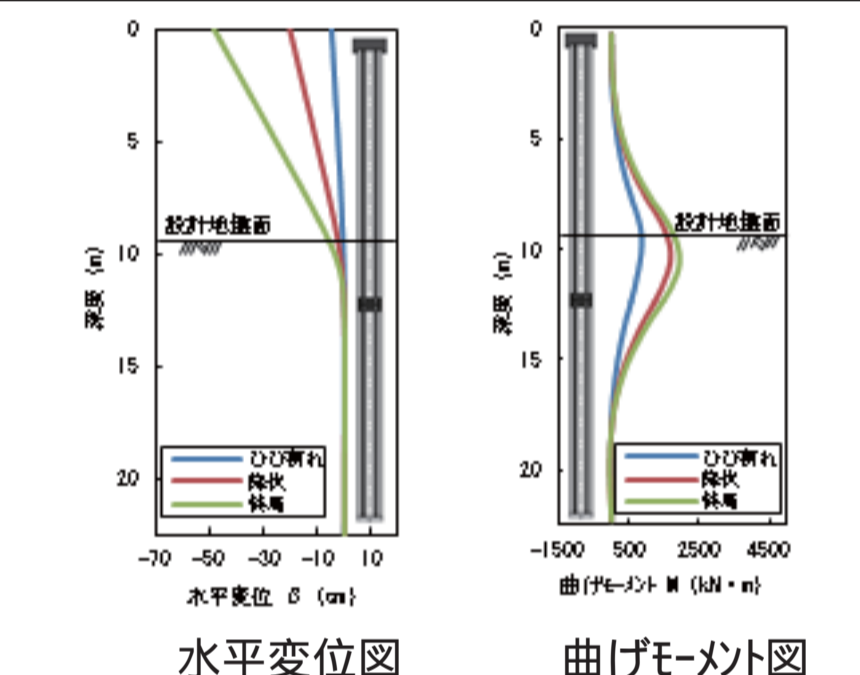 0
5
10
15
20
深度 (m)
設計地盤面
ひび割れ
降伏
終局
-70 -50 -30 -10 10
水平変位 δ (cm)
水平変位図
0
5
10
15
20
深度 (m)
設計地盤面
ひび割れ
降伏
終局
-1500 500 2500 4500
曲げモーメント M (kN・m)
曲げモーメント図